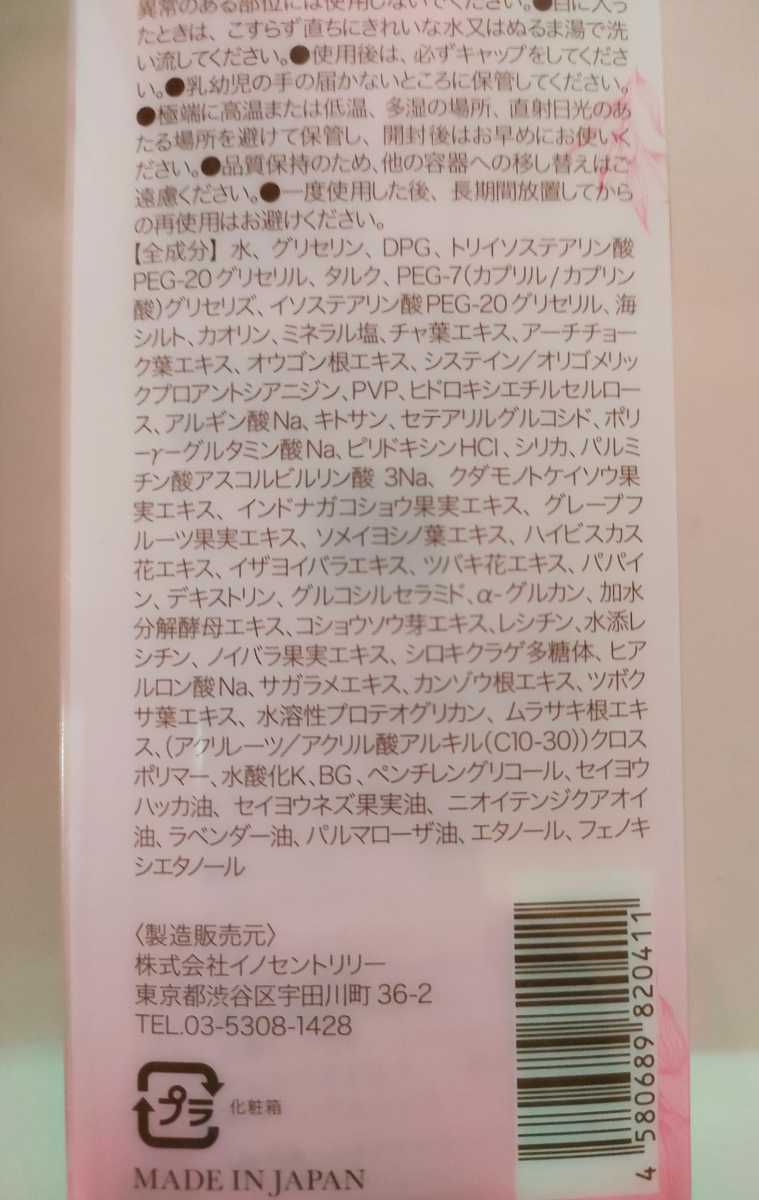 異常のある部位には使用しないでください。●目に入っ
たときは、こすらず直ちにきれいな水又はぬるま湯で洗
い流してください。●使用後は、必ずキャップをしてくださ
い。●乳幼児の手の届かないところに保管してください。
●極端に高温または低温、多湿の場所、直射日光のあ
たる場所を避けて保管し、開封後はお早めにお使いく
ださい。●品質保持のため、他の容器への移し替えはご
遠慮ください。●一度使用した後、長期間放置してから
の再使用はお避けください。
【全成分】水、グリセリン、DPG、トリイソステアリン酸
PEG-20グリセリル、タルク、PEG-7(カプリル/カプリン
酸)グリセリズ、イソステアリン酸PEG-20グリセリル、海
シルト、カオリン、ミネラル塩、チャ葉エキス、アーチチョー
ク葉エキス、オウゴン根エキス、システイン/オリゴメリッ
クプロアントシアニジン、PVP、ヒドロキシエチルセルロー
ス、アルギン酸Na、キトサン、セテアリルグルコシド、ポリ
-γ-グルタミン酸Na、ピリドキシンHCl、シリカ、パルミ
チン酸アスコルビルリン酸 3Na、クダモノトケイソウ果
実エキス、インドナガコショウ果実エキス、グレープフ
ルーツ果実エキス、ソメイヨシノ葉エキス、ハイビスカス
花エキス、イザヨイバラエキス、ツバキ花エキス、パパイ
ン、デキストリン、グルコシルセラミド、α-グルカン、加水
分解酵母エキス、コショウソウ芽エキス、レシチン、水添レ
シチン、ノイバラ果実エキス、シロキクラゲ多糖体、ヒア
ルロン酸Na、サガラメエキス、カンゾウ根エキス、ツボク
サ葉エキス、水溶性プロテオグリカン、ムラサキ根エキ
ス、(アクリレーツ/アクリル酸アルキル(C10-30))クロス
ポリマー、水酸化K、BG、ペンチレングリコール、セイヨウ
ハッカ油、セイヨウネズ果実油、ニオイテンジクアオイ
油、ラベンダー油、パルマローザ油、エタノール、フェノキ
シエタノール
〈製造販売元〉
株式会社イノセントリリー
東京都渋谷区宇田川町 36-2
TEL.03-5308-1428
プラ 化粧箱
MADE IN JAPAN
4 580689 820411